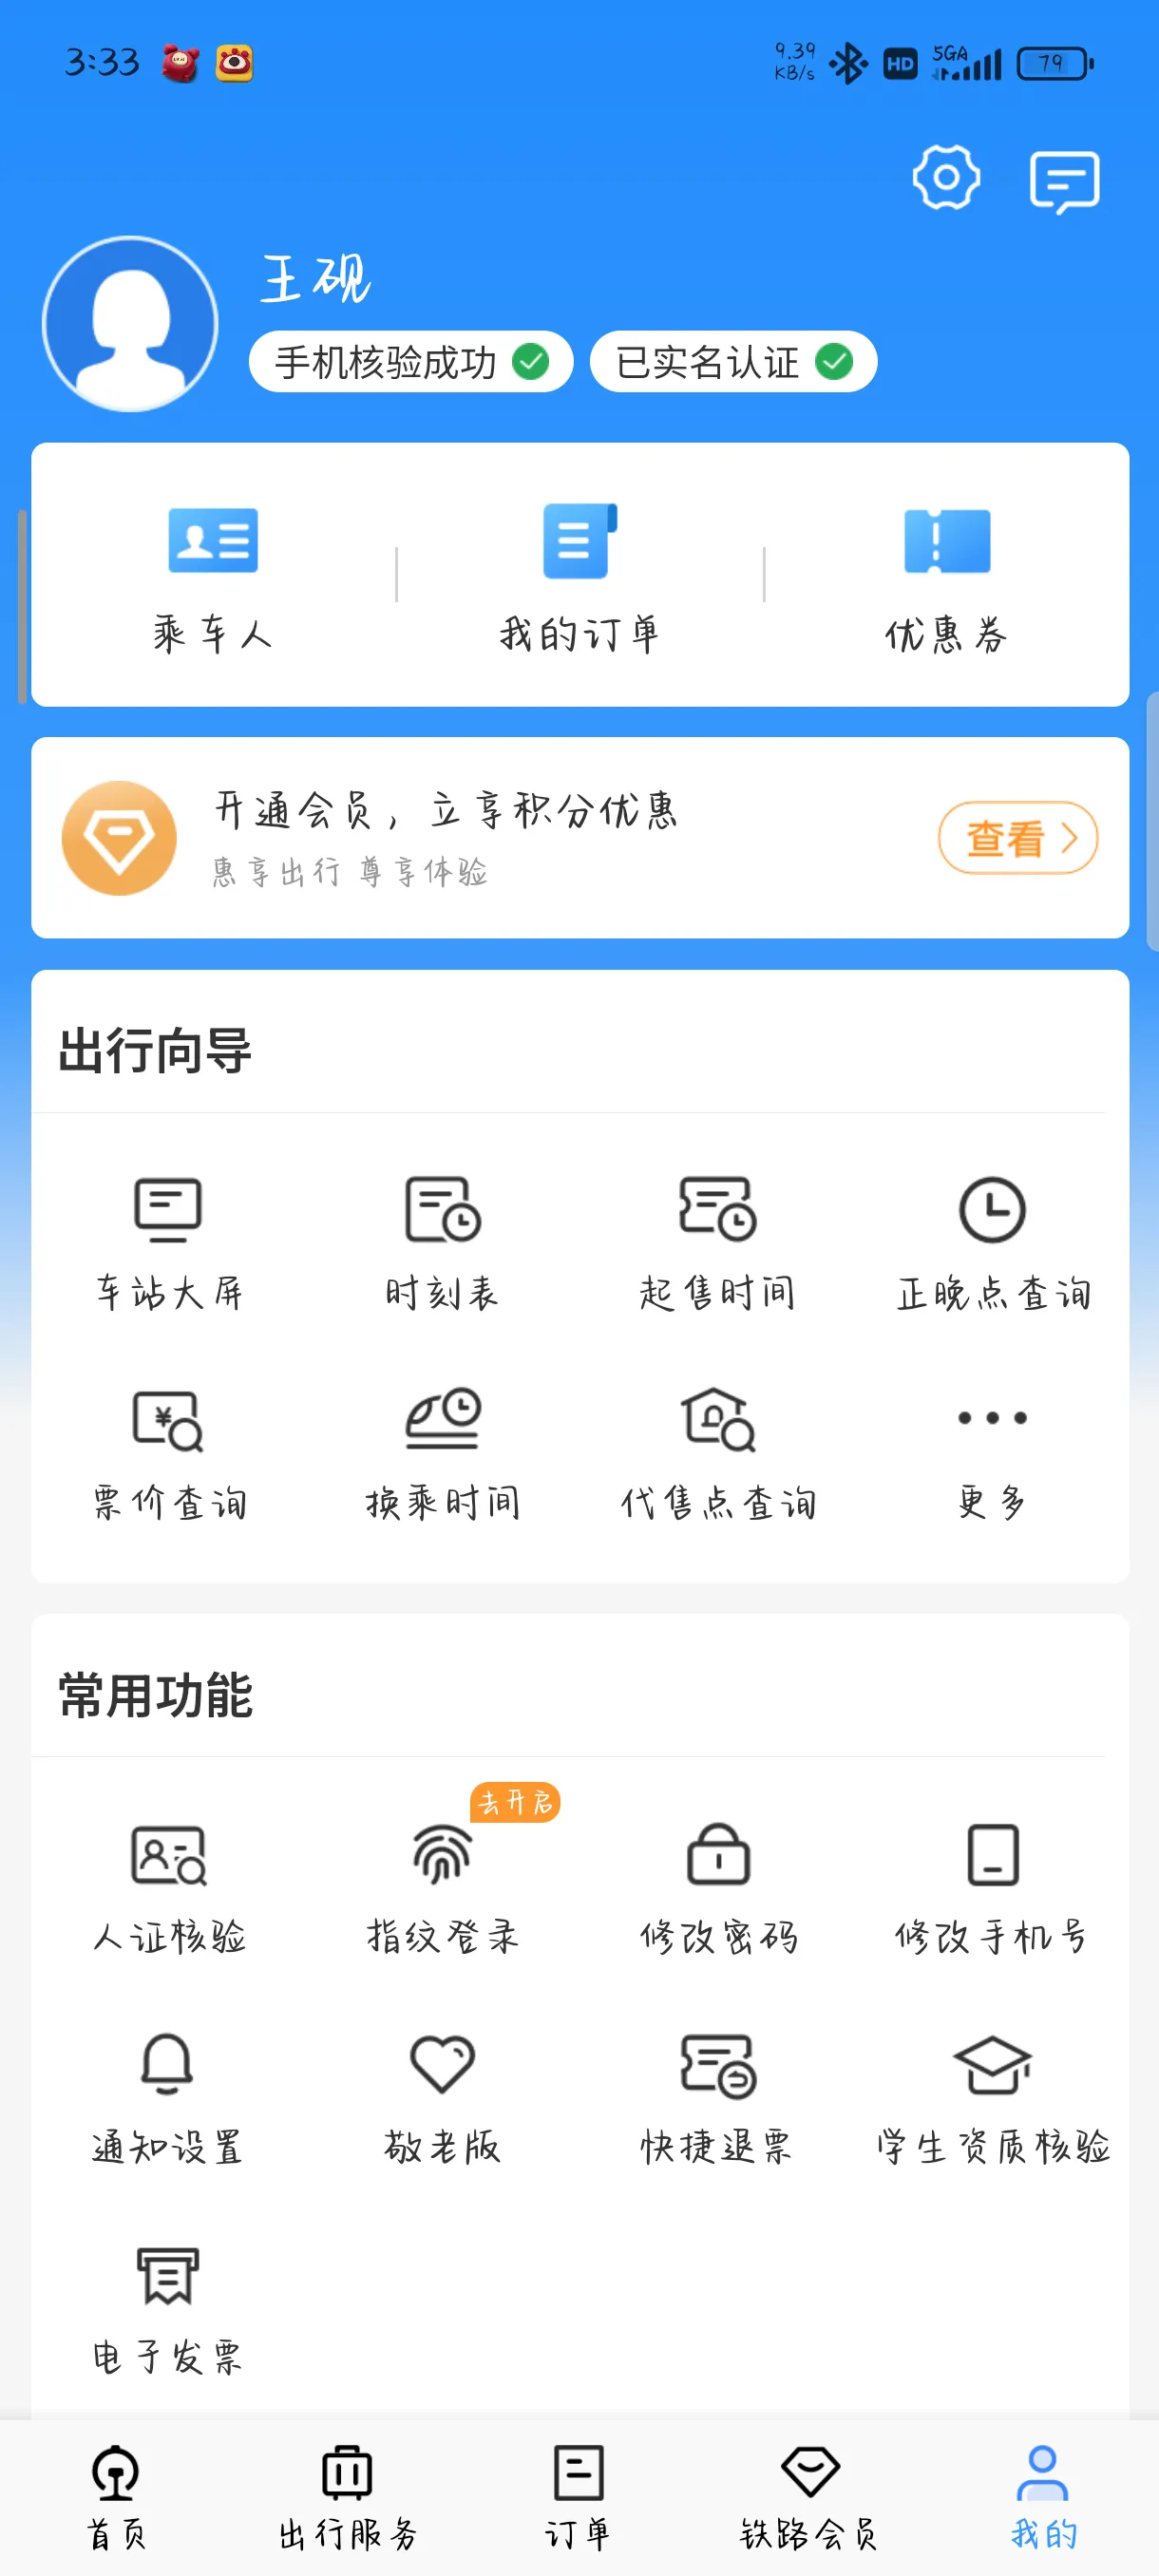 3:33
9.39
KB/s
HD
5GA
79
王砚
手机核验成功
已实名认证
乘车人
我的订单
优惠券
开通会员，立享积分优惠
惠享出行 尊享体验
查看
出行向导
车站大屏
时刻表
起售时间
正晚点查询
票价查询
换乘时间
代售点查询
更多
常用功能
去开启
人证核验
指纹登录
修改密码
修改手机号
通知设置
敬老版
快捷退票
学生资质核验
电子发票
首页
出行服务
订单
铁路会员
我的